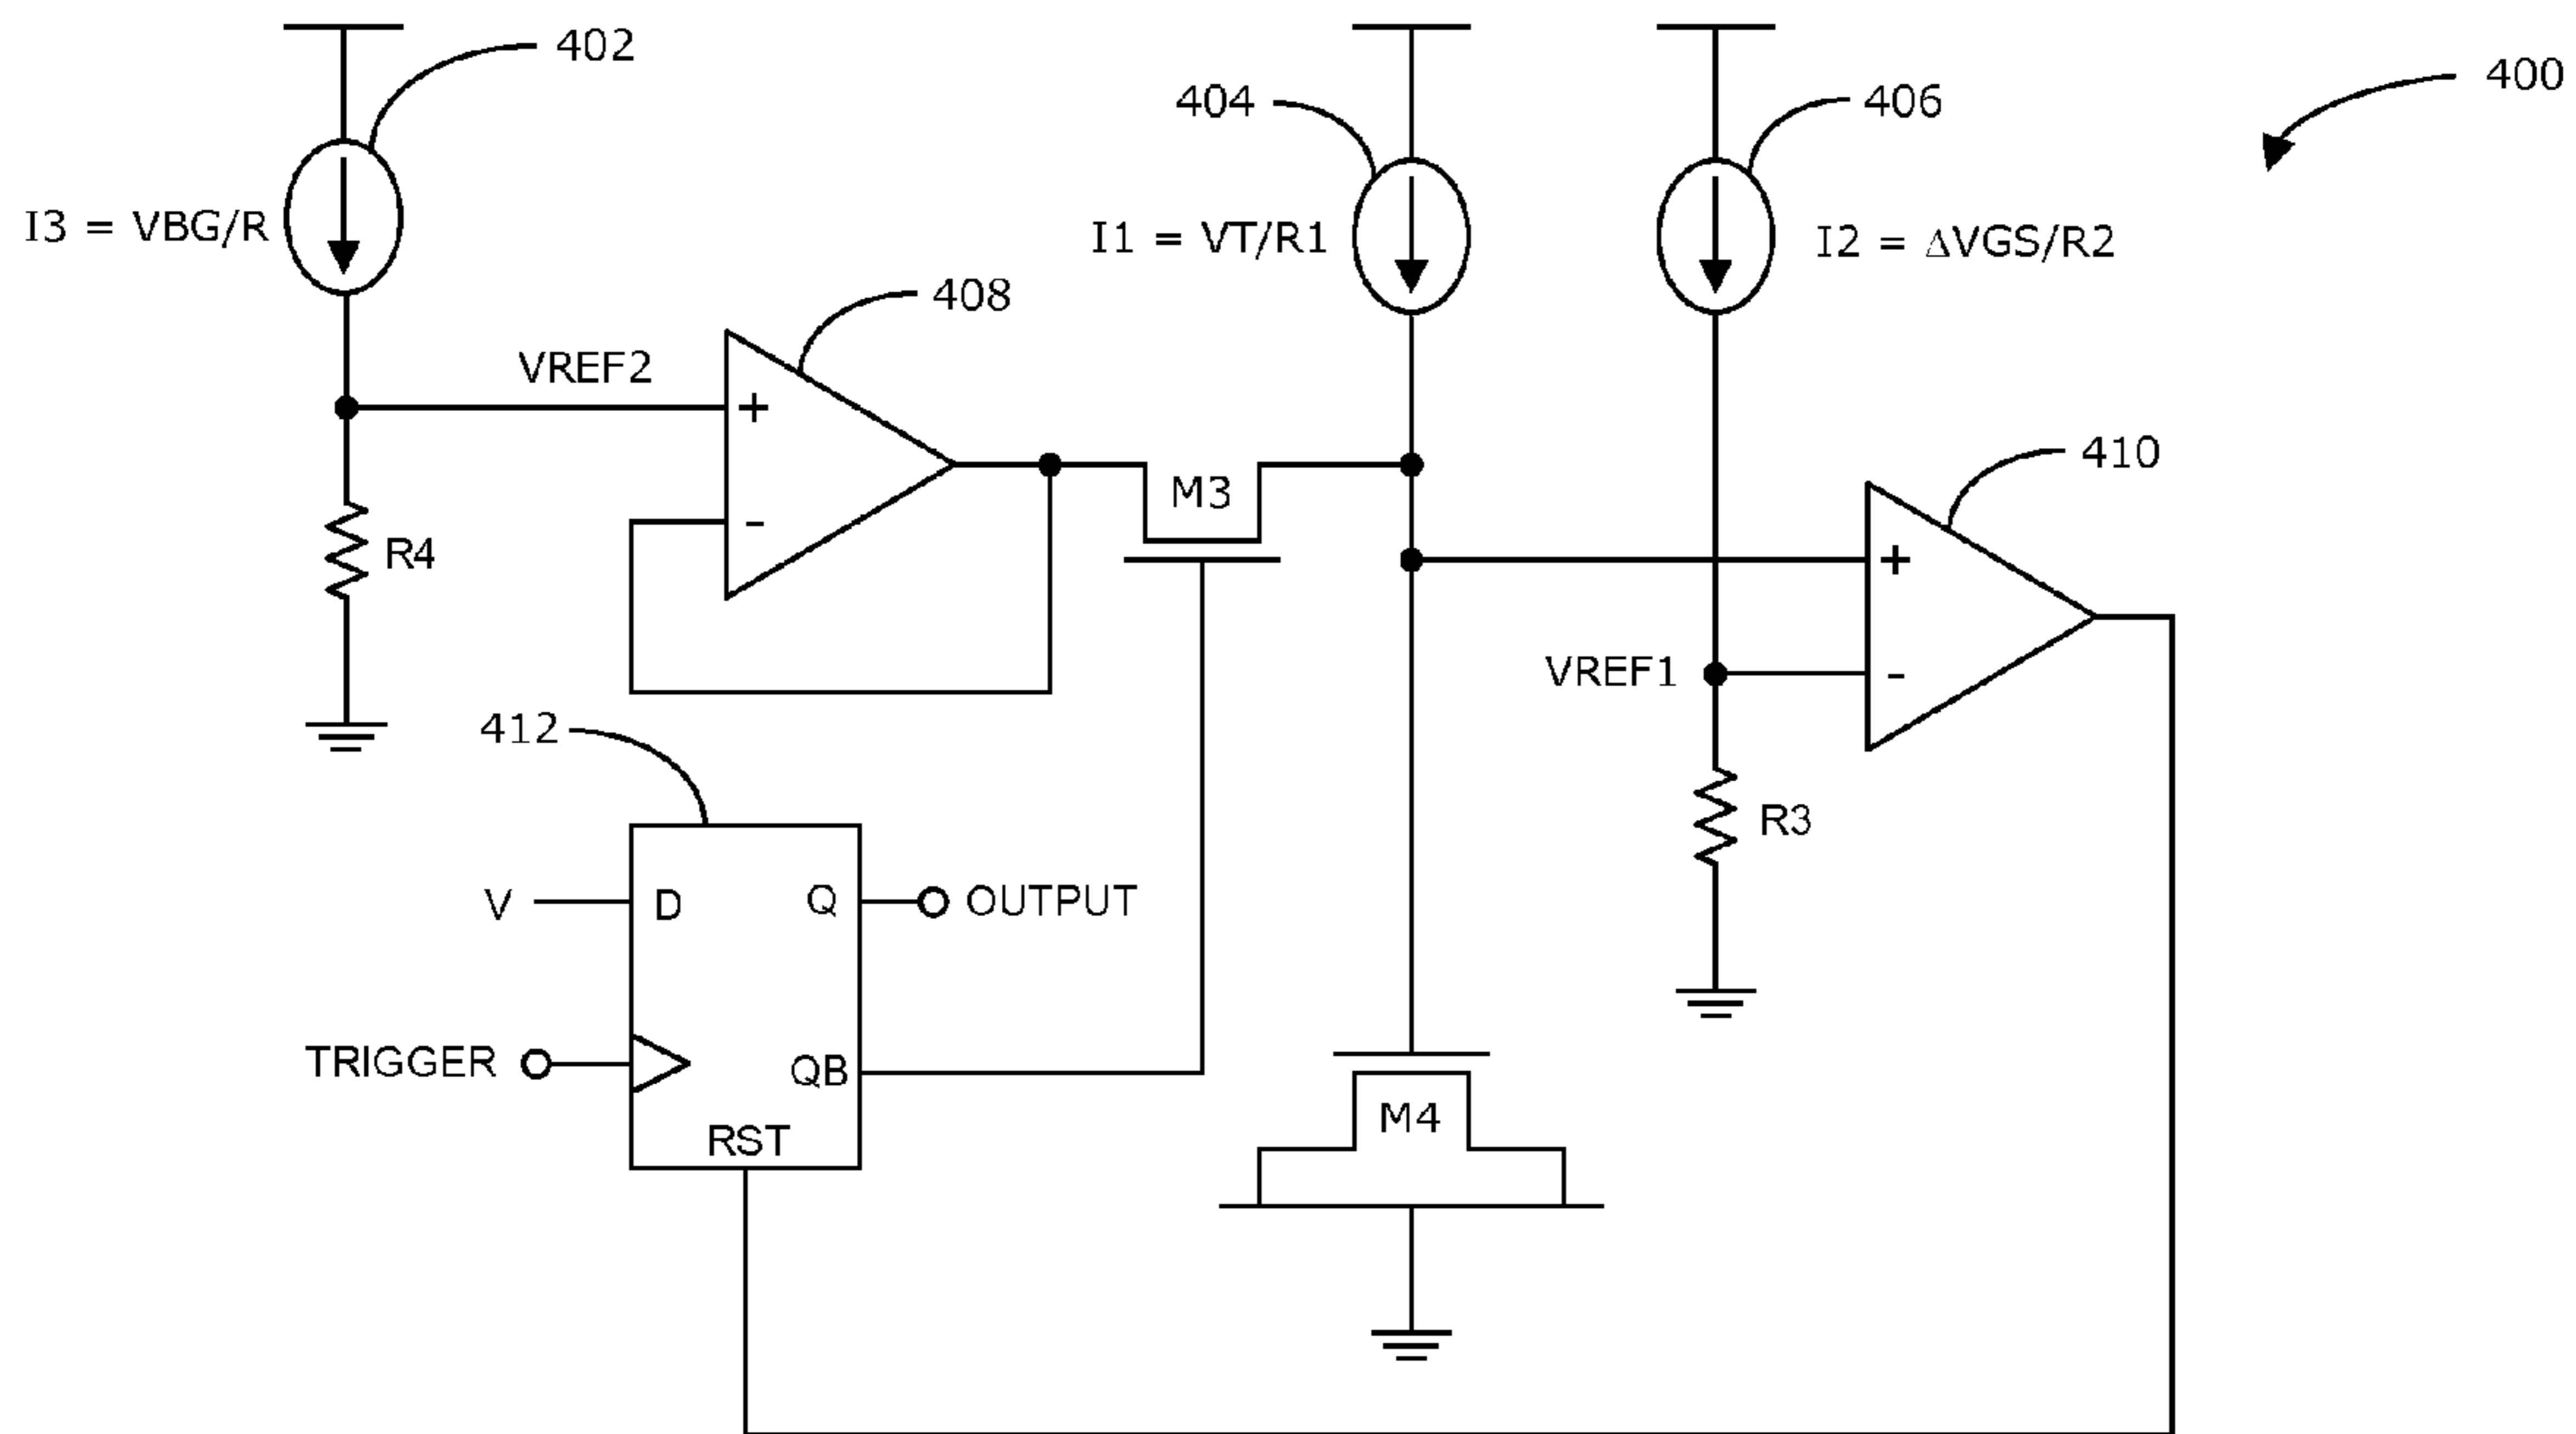 402
404
406
400
I3 = VBG/R
I1 = VT/R1
I2 = ΔVGS/R2
408
VREF2
+
-
M3
R4
410
+
-
VREF1
R3
412
D
Q
V
OUTPUT
TRIGGER
QB
RST
M4